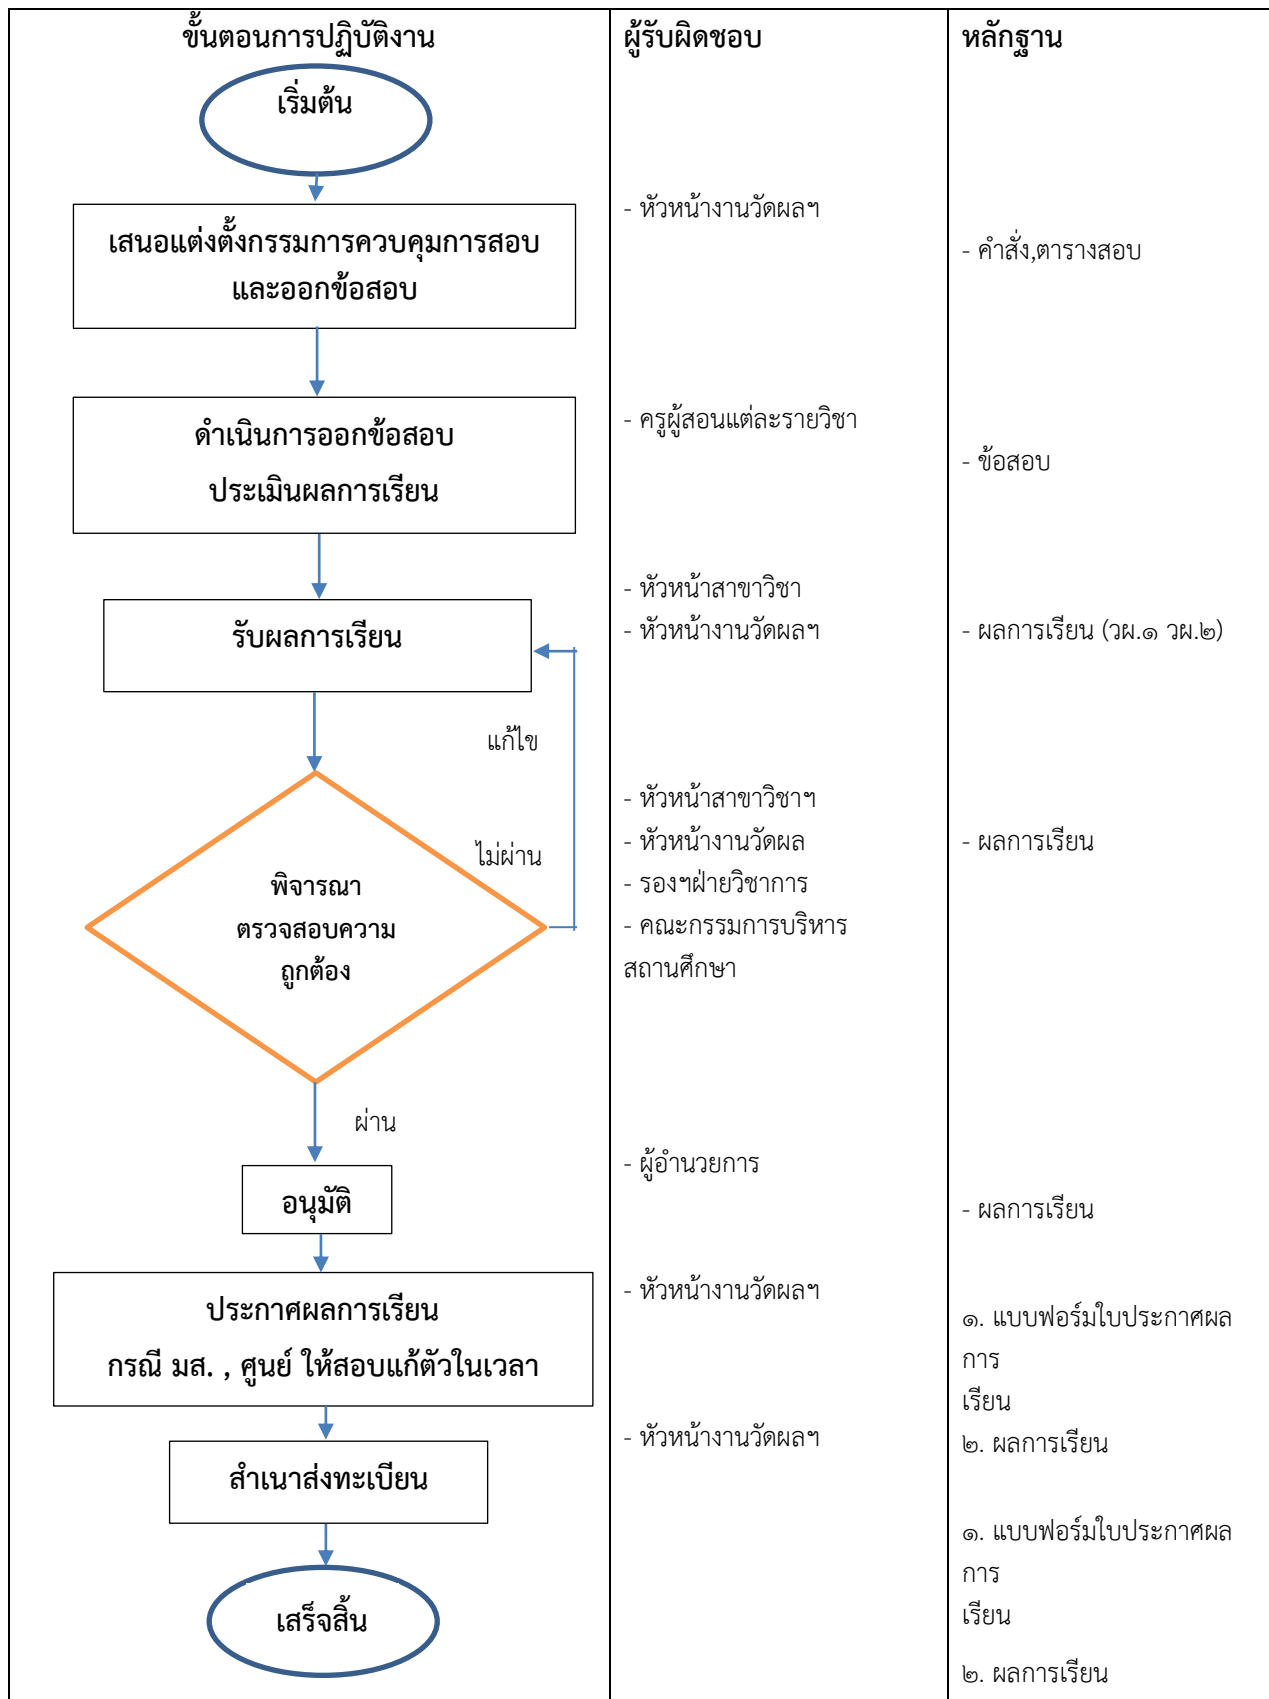 ขั้นตอนการปฏิบัติงาน
ผู้รับผิดชอบ
หลักฐาน
เริ่มต้น
- หัวหน้างานวัดผลฯ
เสนอแต่งตั้งกรรมการควบคุมการสอบ
และออกข้อสอบ
- คำสั่ง,ตารางสอบ
ดำเนินการออกข้อสอบ
ประเมินผลการเรียน
- ครูผู้สอนแต่ละรายวิชา
- ข้อสอบ
รับผลการเรียน
- หัวหน้าสาขาวิชา
- หัวหน้างานวัดผลฯ
- ผลการเรียน (วผ.๑ วผ.๒)
แก้ไข
ไม่ผ่าน
พิจารณา
ตรวจสอบความ
ถูกต้อง
- หัวหน้าสาขาวิชาฯ
- หัวหน้างานวัดผล
- รองฯฝ่ายวิชาการ
- คณะกรรมการบริหาร
สถานศึกษา
- ผลการเรียน
ผ่าน
อนุมัติ
- ผู้อำนวยการ
- ผลการเรียน
ประกาศผลการเรียน
กรณี มส. , ศูนย์ ให้สอบแก้ตัวในเวลา
- หัวหน้างานวัดผลฯ
๑. แบบฟอร์มใบประกาศผล
การ
เรียน
๒. ผลการเรียน
สำเนาส่งทะเบียน
- หัวหน้างานวัดผลฯ
๑. แบบฟอร์มใบประกาศผล
การ
เรียน
๒. ผลการเรียน
เสร็จสิ้น